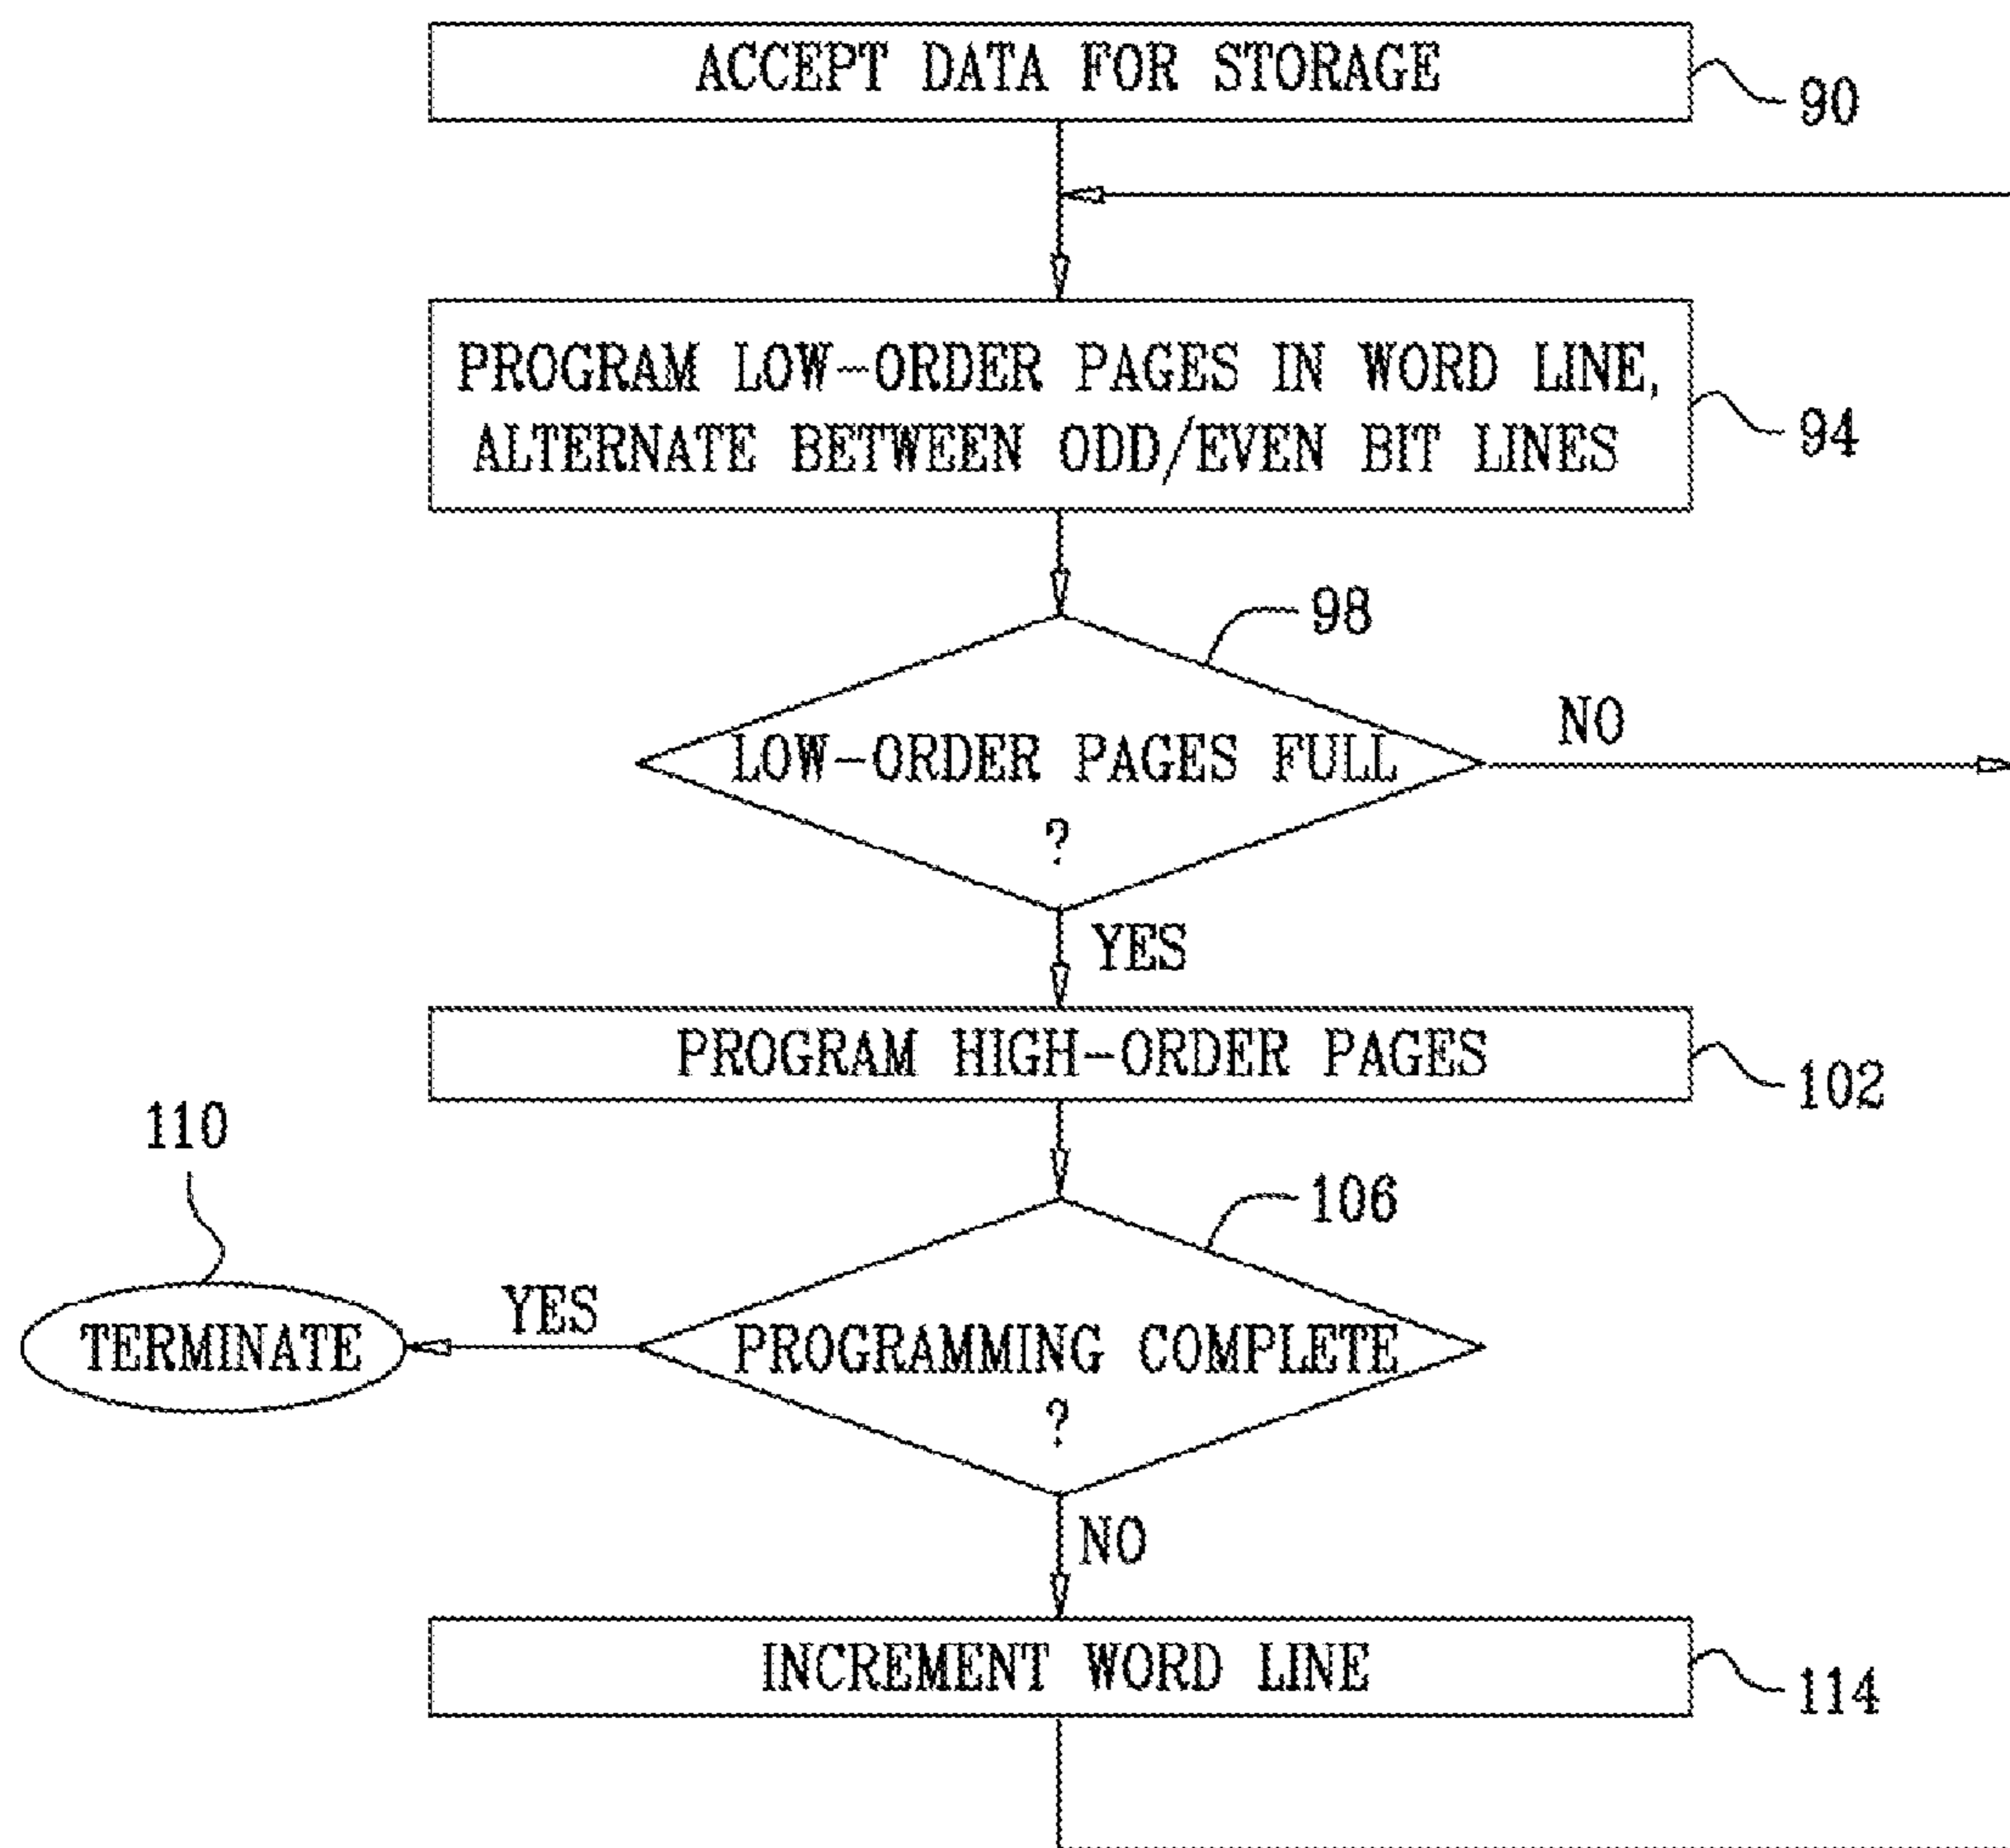 ACCEPT DATA FOR STORAGE
90
PROGRAM LOW-ORDER PAGES IN WORD LINE,
ALTERNATE BETWEEN ODD/EVEN BIT LINES
94
98
LOW-ORDER PAGES FULL
?
NO
YES
PROGRAM HIGH-ORDER PAGES
102
110
106
TERMINATE
YES
PROGRAMMING COMPLETE
?
NO
INCREMENT WORD LINE
114